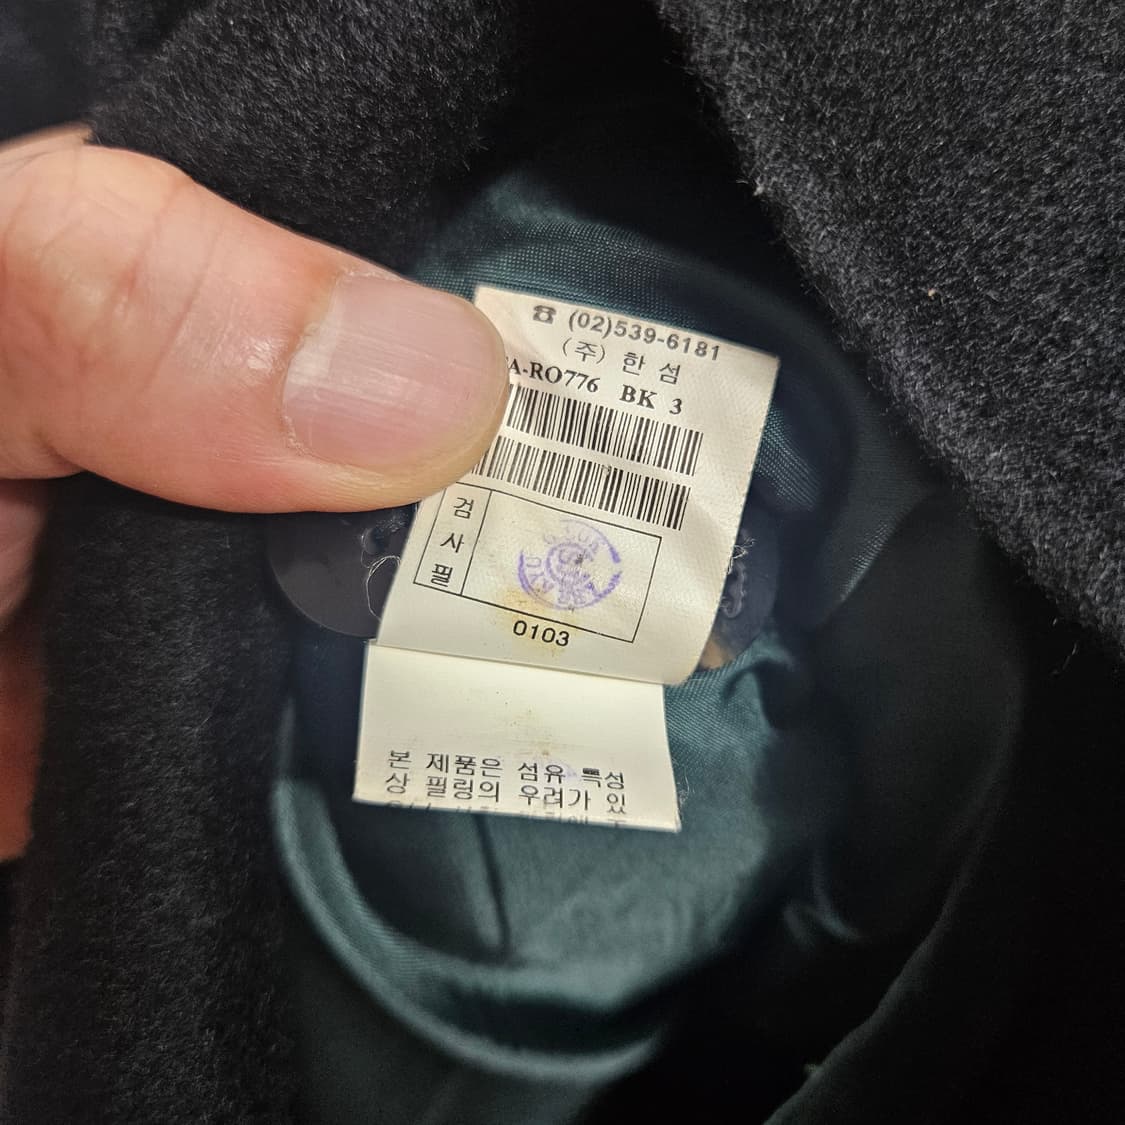 ☎ (02)539-6181
(주) 한 섬
A-RO776 BK 3
검
사
필
0103
본 제품은 섬유 특성
상 필링의 우려가 있